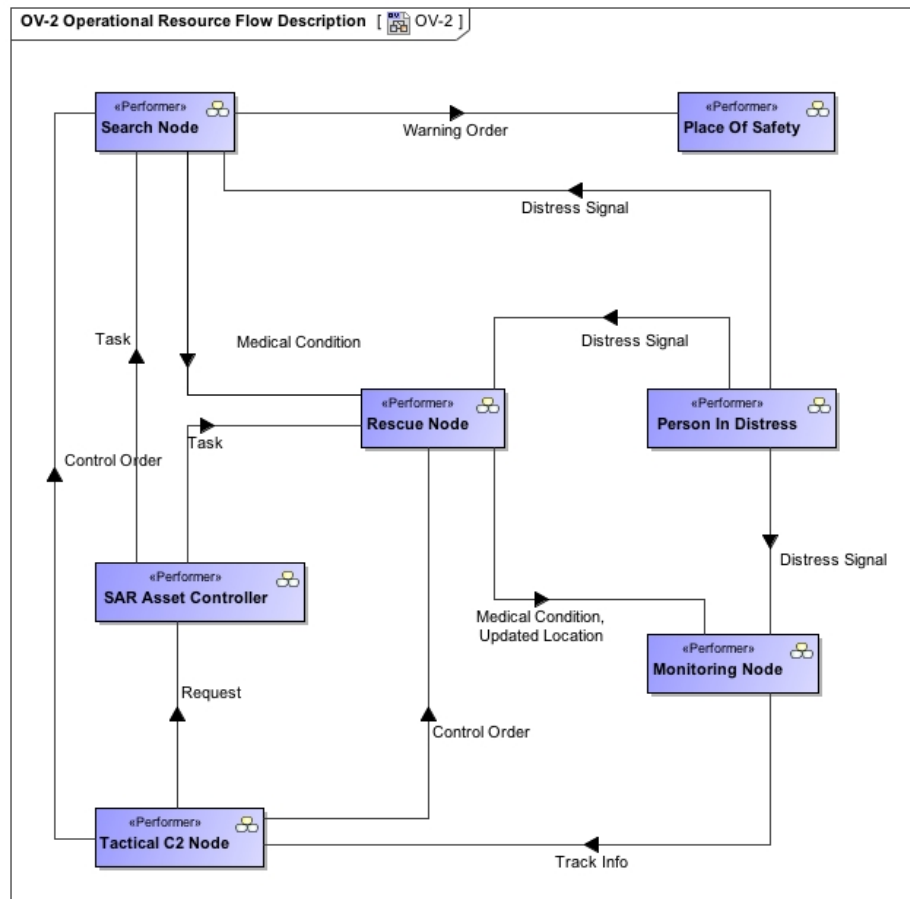 OV-2 Operational Resource Flow Description [ OV-2 ]
«Performer»
Search Node
Warning Order
«Performer»
Place Of Safety
Distress Signal
Task
Medical Condition
Distress Signal
«Performer»
Rescue Node
«Performer»
Person In Distress
Task
Control Order
Distress Signal
«Performer»
SAR Asset Controller
Medical Condition,
Updated Location
«Performer»
Monitoring Node
Request
Control Order
«Performer»
Tactical C2 Node
Track Info